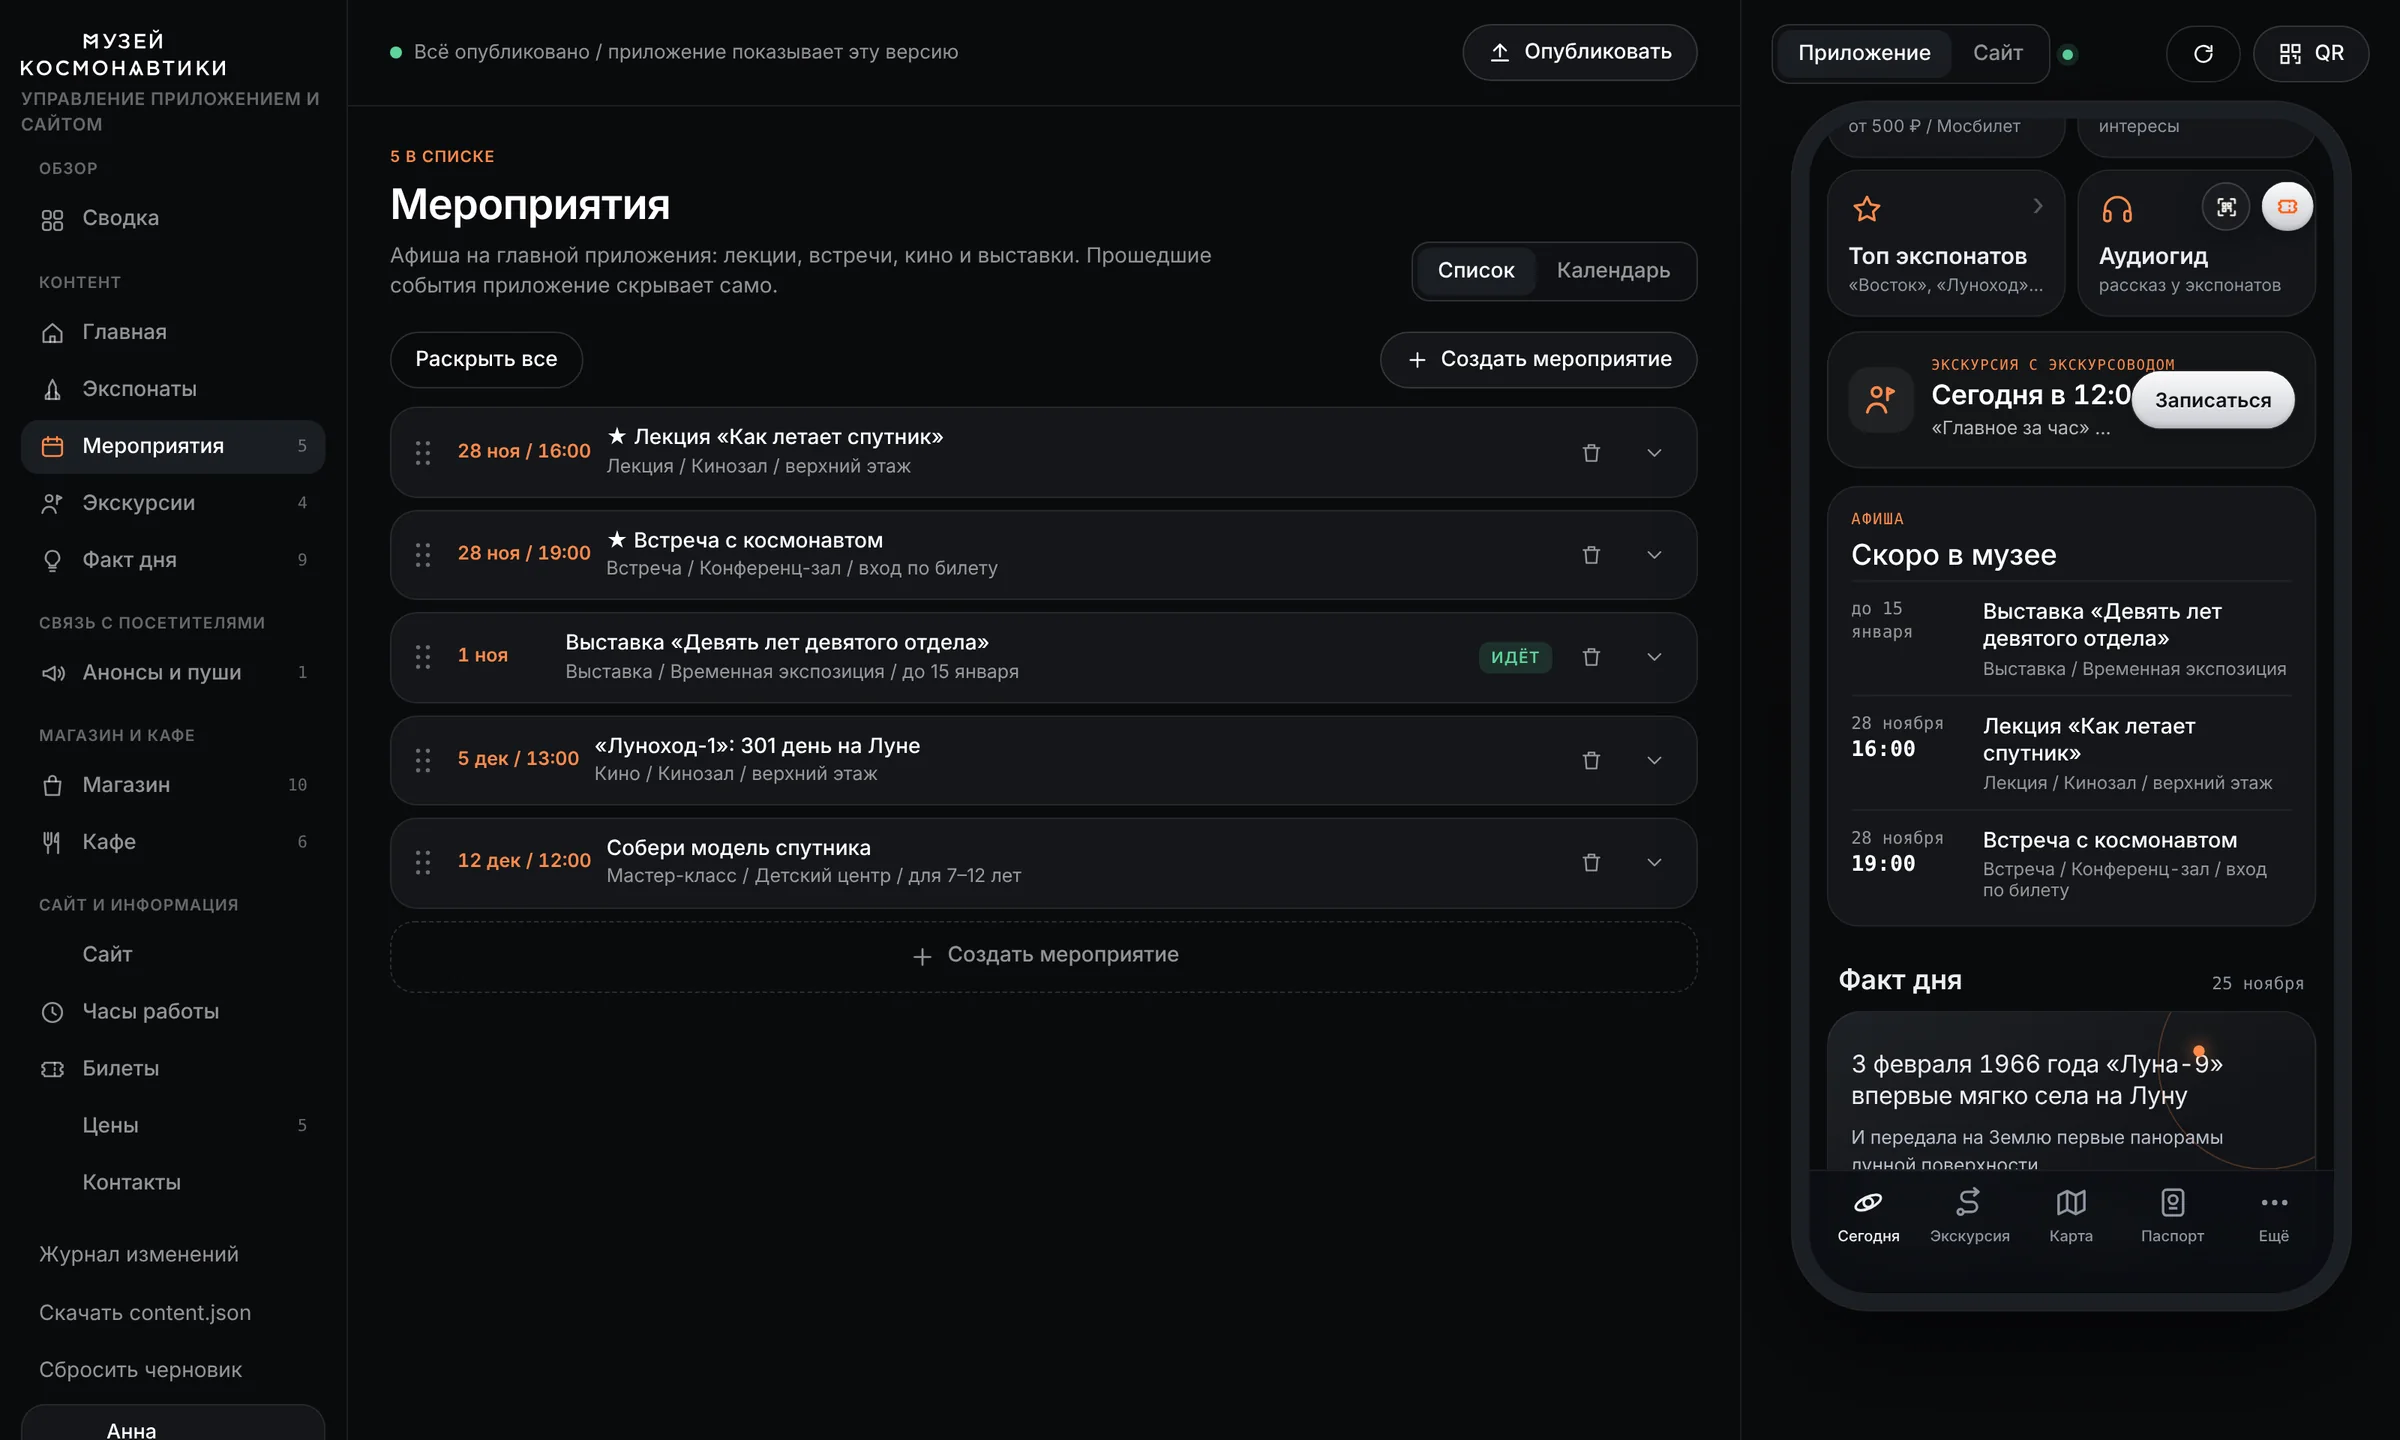 МУЗЕЙ
КОСМОНАВТИКИ
УПРАВЛЕНИЕ ПРИЛОЖЕНИЕМ И
САЙТОМ
ОБЗОР
Сводка
КОНТЕНТ
Главная
Экспонаты
Мероприятия 5
Экскурсии 4
Факт дня 9
СВЯЗЬ С ПОСЕТИТЕЛЯМИ
Анонсы и пуши 1
МАГАЗИН И КАФЕ
Магазин 10
Кафе 6
САЙТ И ИНФОРМАЦИЯ
Сайт
Часы работы
Билеты
Цены 5
Контакты
Журнал изменений
Скачать content.json
Сбросить черновик
Анна
Всё опубликовано / приложение показывает эту версию
Опубликовать
5 В СПИСКЕ
Мероприятия
Афиша на главной приложения: лекции, встречи, кино и выставки. Прошедшие
события приложение скрывает само.
Список Календарь
Раскрыть все
+ Создать мероприятие
28 ноя / 16:00
★ Лекция «Как летает спутник»
Лекция / Кинозал / верхний этаж
28 ноя / 19:00
★ Встреча с космонавтом
Встреча / Конференц-зал / вход по билету
1 ноя
Выставка «Девять лет девятого отдела»
Выставка / Временная экспозиция / до 15 января
ИДЁТ
5 дек / 13:00
«Луноход-1»: 301 день на Луне
Кино / Кинозал / верхний этаж
12 дек / 12:00
Собери модель спутника
Мастер-класс / Детский центр / для 7–12 лет
+ Создать мероприятие
Приложение Сайт
QR
от 500 ₽ / Мосбилет
интересы
Топ экспонатов
«Восток», «Луноход»...
Аудиогид
рассказ у экспонатов
ЭКСКУРСИЯ С ЭКСКУРСОВОДОМ
Сегодня в 12:0
«Главное за час» ...
Записаться
АФИША
Скоро в музее
до 15
января
Выставка «Девять лет
девятого отдела»
Выставка / Временная экспозиция
28 ноября
16:00
Лекция «Как летает
спутник»
Лекция / Кинозал / верхний этаж
28 ноября
19:00
Встреча с космонавтом
Встреча / Конференц-зал / вход
по билету
Факт дня
25 ноября
3 февраля 1966 года «Луна-9»
впервые мягко села на Луну
И передала на Землю первые панорамы
лунной поверхности
Сегодня
Экскурсия
Карта
Паспорт
Ещё